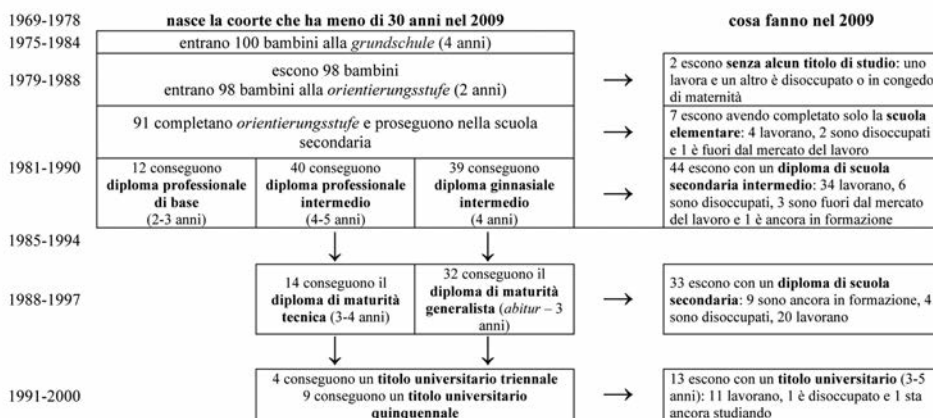 1969-1978 nasce la coorte che ha meno di 30 anni nel 2009 cosa fanno nel 2009
1975-1984 entrano 100 bambini alla grundschule (4 anni)
1979-1988
escono 98 bambini
entrano 98 bambini alla orientierungsstufe (2 anni)
→
2 escono senza alcun titolo di studio: uno
lavora e un altro è disoccupato o in congedo
di maternità
91 completano orientierungsstufe e proseguono nella scuola
secondaria
→
7 escono avendo completato solo la scuola
elementare: 4 lavorano, 2 sono disoccupati
e 1 è fuori dal mercato del lavoro
1981-1990
12 conseguono
diploma professionale
di base
(2-3 anni)
40 conseguono
diploma professionale
intermedio
(4-5 anni)
39 conseguono
diploma ginnasiale
intermedio
(4 anni)
→
44 escono con un diploma di scuola
secondaria intermedio: 34 lavorano, 6
sono disoccupati, 3 sono fuori dal mercato
del lavoro e 1 è ancora in formazione
1985-1994
↓ ↓
1988-1997
14 conseguono il
diploma di maturità
tecnica (3-4 anni)
32 conseguono il
diploma di maturità
generalista (abitur – 3
anni)
→
33 escono con un diploma di scuola
secondaria: 9 sono ancora in formazione, 4
sono disoccupati, 20 lavorano
↓ ↓
1991-2000
4 conseguono un titolo universitario triennale
9 conseguono un titolo universitario
quinquennale
→
13 escono con un titolo universitario (3-5
anni): 11 lavorano, 1 è disoccupato e 1 sta
ancora studiando